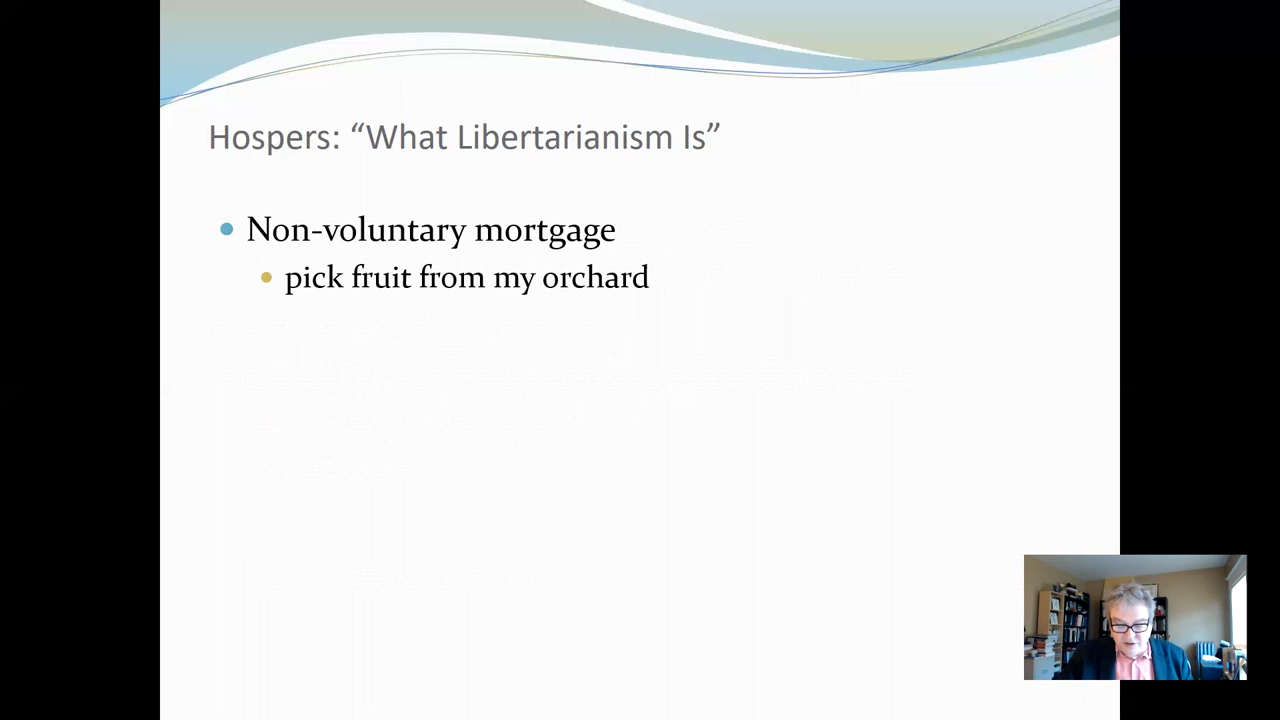 Hospers: “What Libertarianism Is”
Non-voluntary mortgage
pick fruit from my orchard